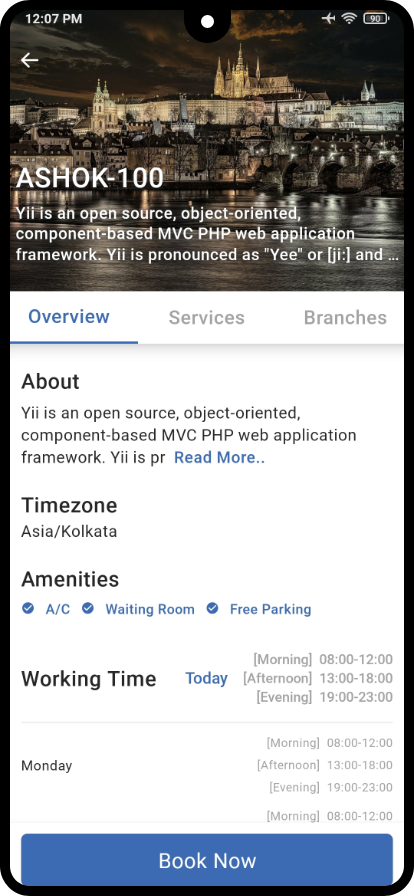 12:07 PM
90
ASHOK-100
Yii is an open source, object-oriented,
component-based MVC PHP web application
framework. Yii is pronounced as "Yee" or [ji:] and ...
Overview Services Branches
About
Yii is an open source, object-oriented,
component-based MVC PHP web application
framework. Yii is pr Read More..
Timezone
Asia/Kolkata
Amenities
A/C Waiting Room Free Parking
[Morning] 08:00-12:00
Working Time Today [Afternoon] 13:00-18:00
[Evening] 19:00-23:00
[Morning] 08:00-12:00
Monday [Afternoon] 13:00-18:00
[Evening] 19:00-23:00
[Morning] 08:00-12:00
Book Now